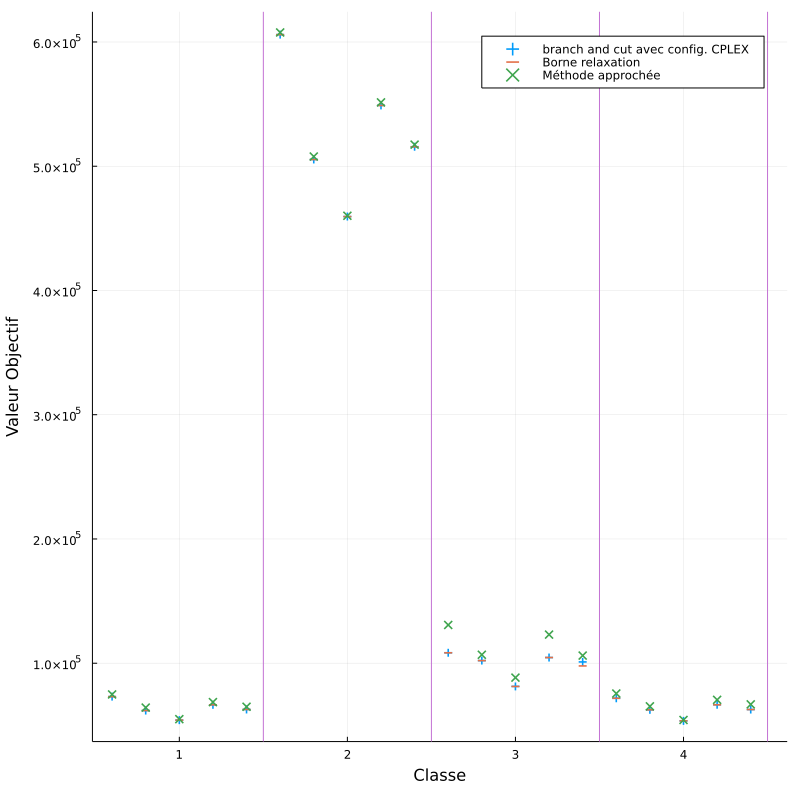 6.0×10⁵
branch and cut avec config. CPLEX
Borne relaxation
Méthode approchée
5.0×10⁵
4.0×10⁵
Valeur Objectif
3.0×10⁵
2.0×10⁵
1.0×10⁵
1 2 3 4
Classe